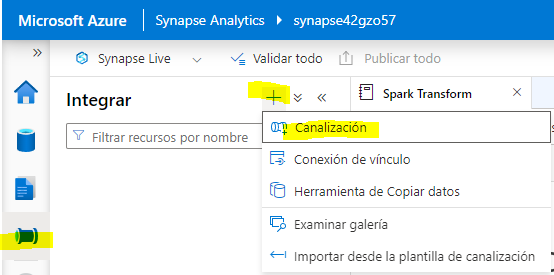 Microsoft Azure Synapse Analytics synapse42gzo57
Synapse Live Validar todo Publicar todo
Integrar
Spark Transform
Filtrar recursos por nombre
Canalización
Conexión de vínculo
Herramienta de Copiar datos
Examinar galería
Importar desde la plantilla de canalización